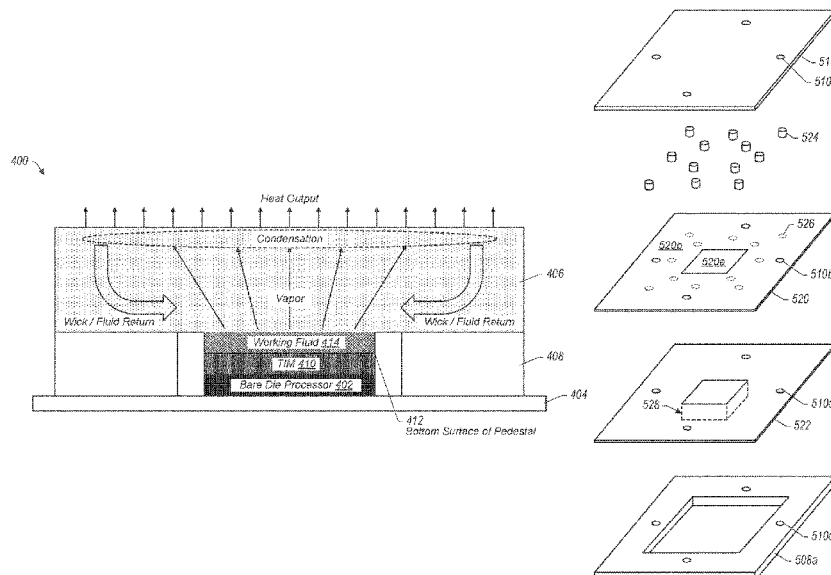 400
Heat Output
Condensation
Vapor
Wick / Fluid Return
Wick / Fluid Return
Working Fluid 414
TIM 410
Bare Die Processor 402
406
408
404
412
Bottom Surface of Pedestal
510
524
526
520b
520a
510b
520
528
522
508a